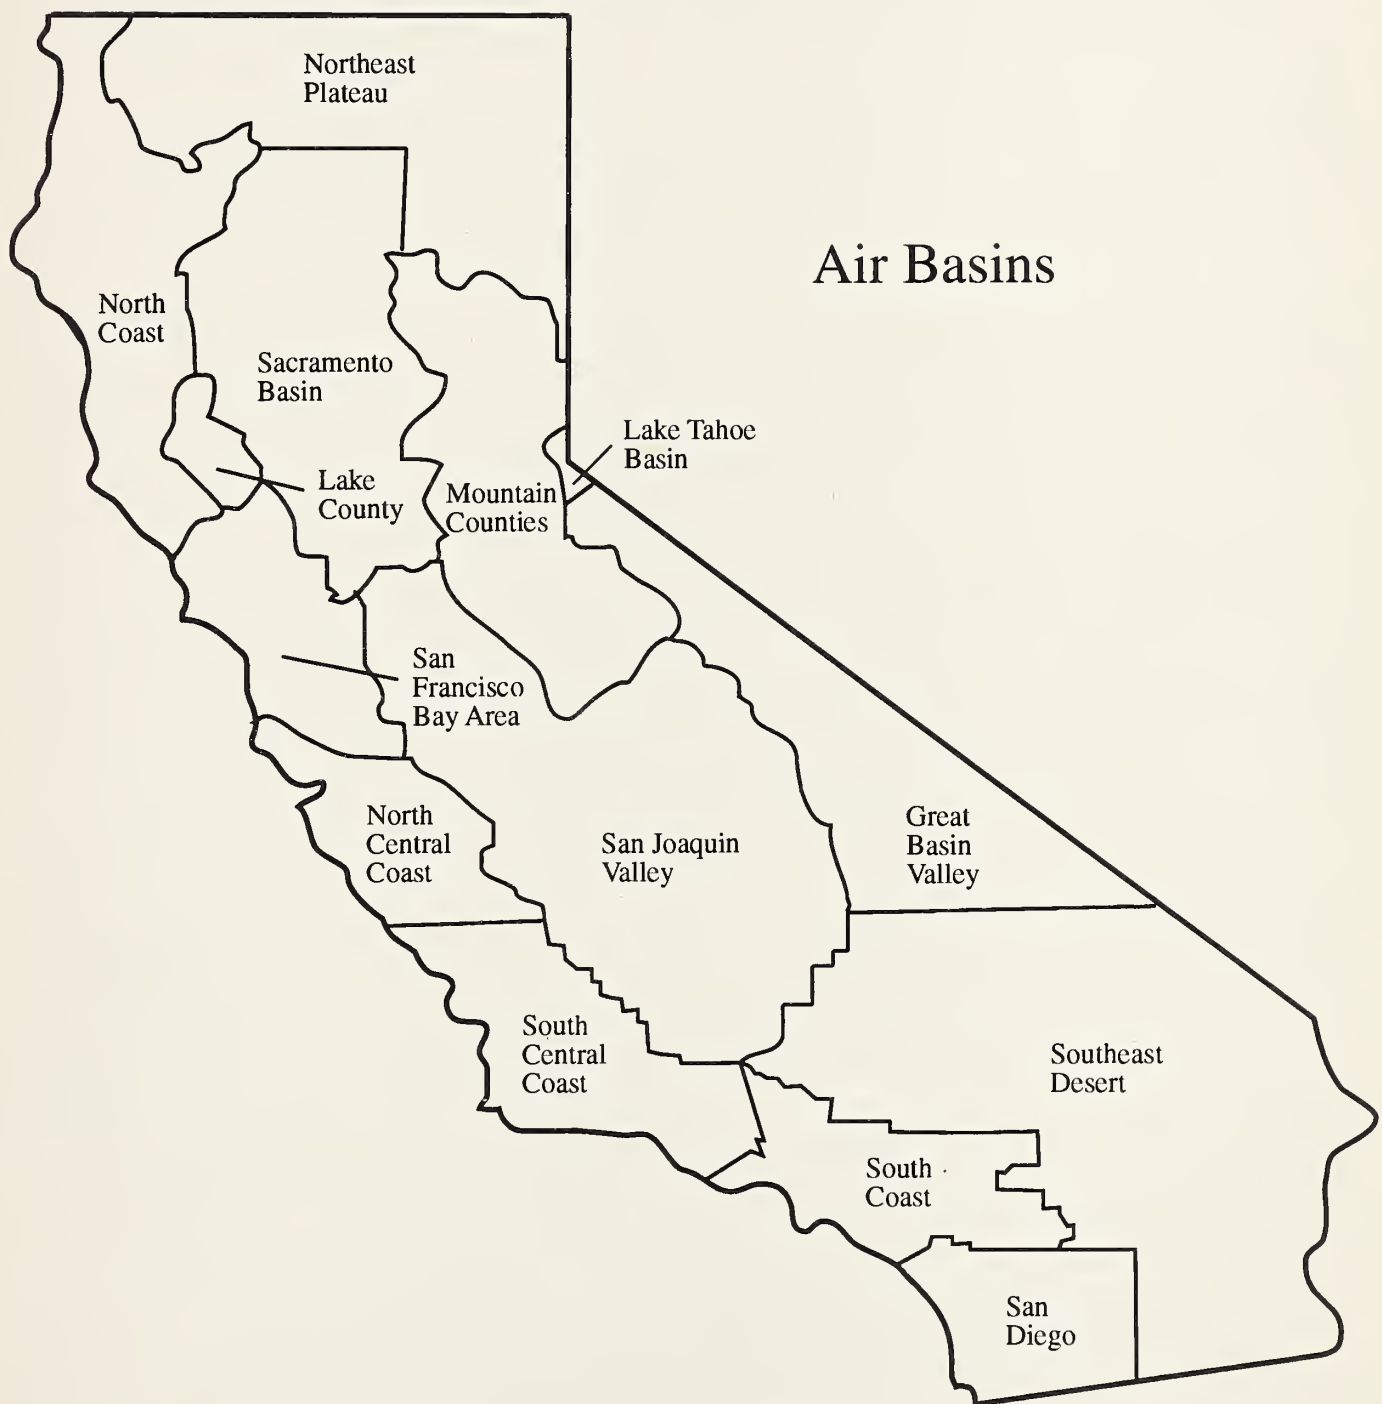 Northeast
Plateau
Air Basins
North
Coast
Sacramento
Basin
Lake Tahoe
Basin
Lake
County
Mountain
Counties
San
Francisco
Bay Area
North
Central
Coast
San Joaquin
Valley
Great
Basin
Valley
South
Central
Coast
Southeast
Desert
South
Coast
San
Diego